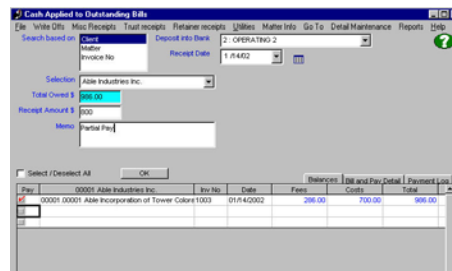 Cash Applied to Outstanding Bills
File Write Offs Misc Receipts Trust receipts Retainer receipts Utilities Matter Info Go To Detail Maintenance Reports Help
Search based on Client Matter Invoice No
Deposit into Bank 2 : OPERATING 2
Receipt Date 1 /14/02
Selection Able Industries Inc.
Total Owed $ 986.00
Receipt Amount $ 800
Memo Partial Pay
Select / Deselect All OK
Balances Bill and Pay Detail Payment Log
Pay 00001 Able Industries Inc. Inv No Date Fees Costs Total
00001.00001 Able Incorporation of Tower Colors 1003 01/14/2002 286.00 700.00 986.00